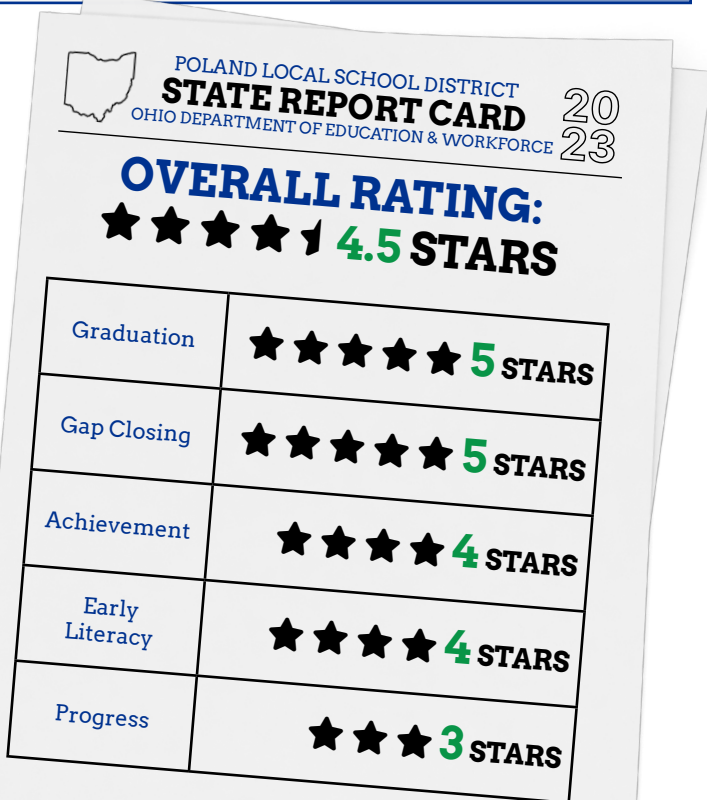 POLAND LOCAL SCHOOL DISTRICT
STATE REPORT CARD
OHIO DEPARTMENT OF EDUCATION & WORKFORCE
20
23
OVERALL RATING:
4.5 STARS
Graduation
5 STARS
Gap Closing
5 STARS
Achievement
4 STARS
Early
Literacy
4 STARS
Progress
3 STARS